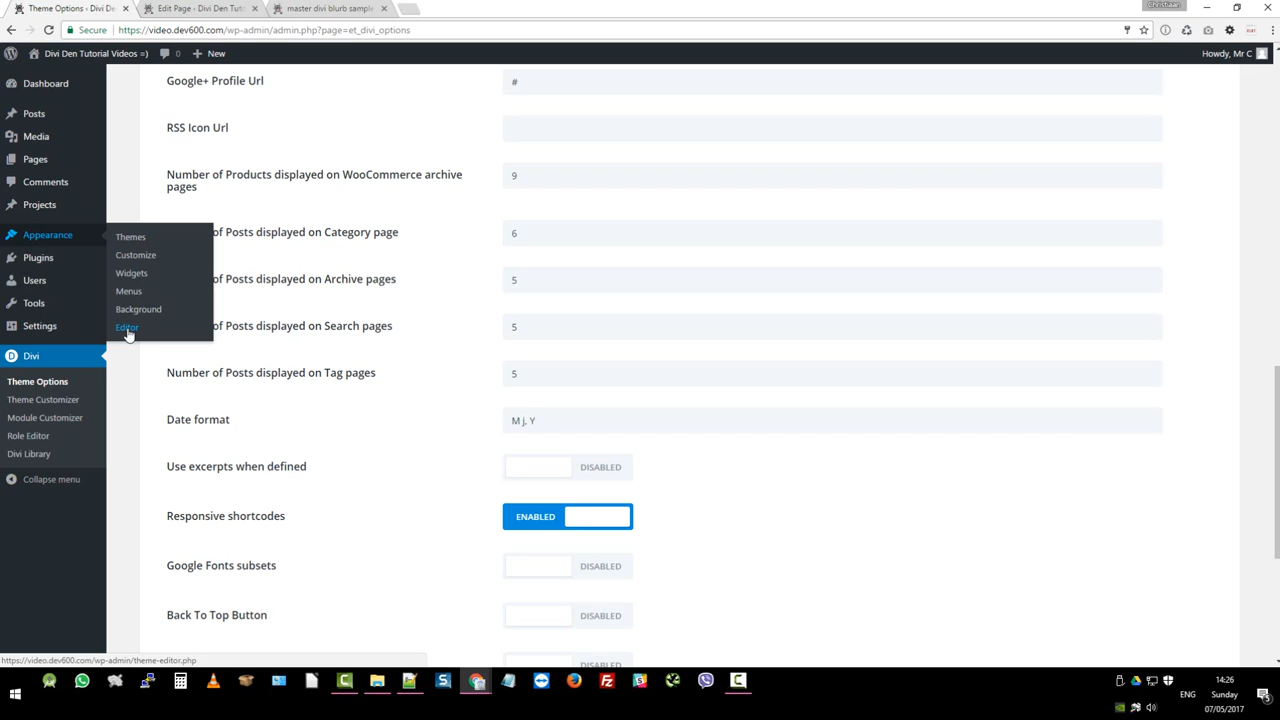 Theme Options ‹ Divi Den
Edit Page ‹ Divi Den Tuto
master divi blurb sample
Christiaan
Secure
https://video.dev600.com/wp-admin/admin.php?page=et_divi_options
Divi Den Tutorial Videos =)
0
New
Howdy, Mr C
Dashboard
Posts
Media
Pages
Comments
Projects
Appearance
Plugins
Users
Tools
Settings
Divi
Theme Options
Theme Customizer
Module Customizer
Role Editor
Divi Library
Collapse menu
Themes
Customize
Widgets
Menus
Background
Editor
Google+ Profile Url
#
RSS Icon Url
Number of Products displayed on WooCommerce archive
pages
9
of Posts displayed on Category page
6
of Posts displayed on Archive pages
5
of Posts displayed on Search pages
5
Number of Posts displayed on Tag pages
5
Date format
M j, Y
Use excerpts when defined
DISABLED
Responsive shortcodes
ENABLED
Google Fonts subsets
DISABLED
Back To Top Button
DISABLED
DISABLED
https://video.dev600.com/wp-admin/theme-editor.php
ENG
14:26
Sunday
07/05/2017